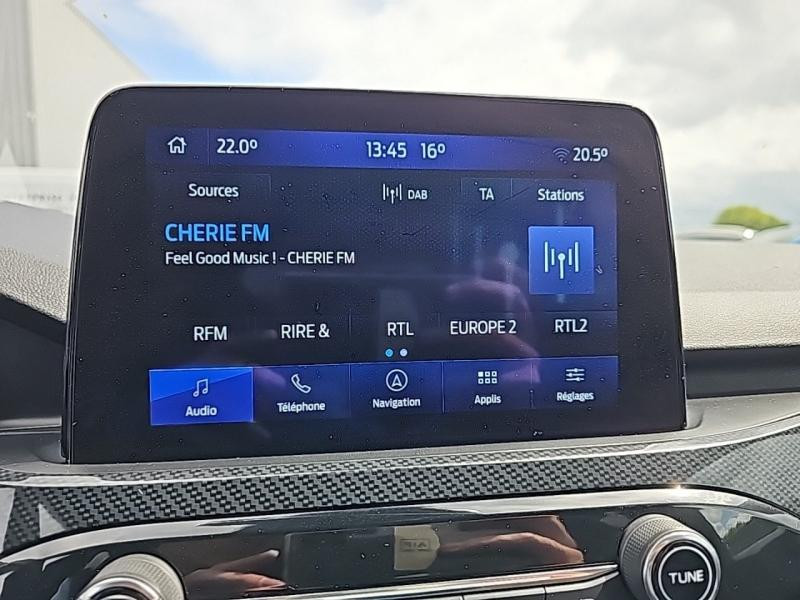 22.0° 13:45 16° 20.5°
Sources DAB TA Stations
CHERIE FM
Feel Good Music ! - CHERIE FM
RFM RIRE & RTL EUROPE 2 RTL2
Audio Téléphone Navigation Applis Réglages
TUNE